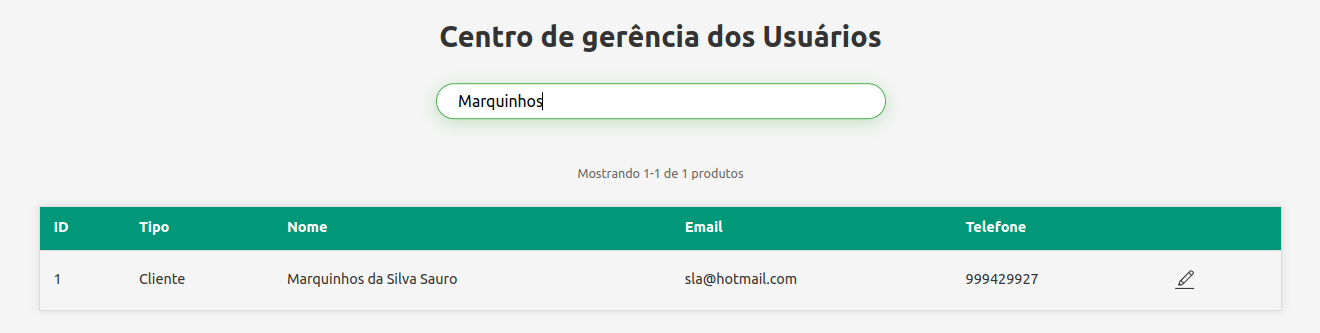 Centro de gerência dos Usuários
Marquinhos
Mostrando 1-1 de 1 produtos
ID Tipo Nome Email Telefone
1 Cliente Marquinhos da Silva Sauro sla@hotmail.com 999429927